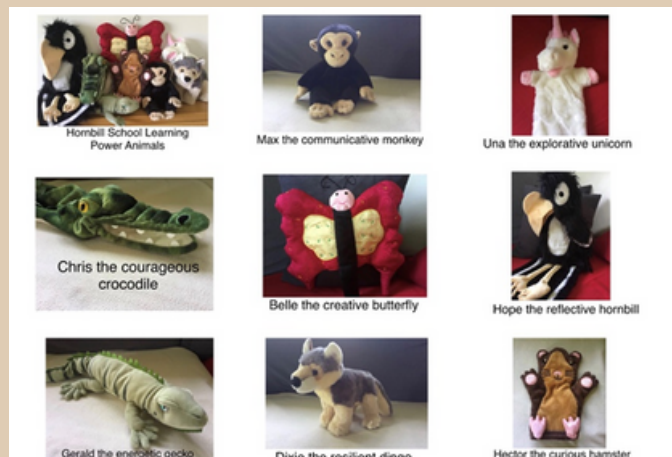 Hornbill School Learning
Power Animals
Max the communicative monkey
Una the explorative unicorn
Chris the courageous
crocodile
Belle the creative butterfly
Hope the reflective hornbill
Gerald the energetic gecko
Dixie the resilient dingo
Hector the curious hamster